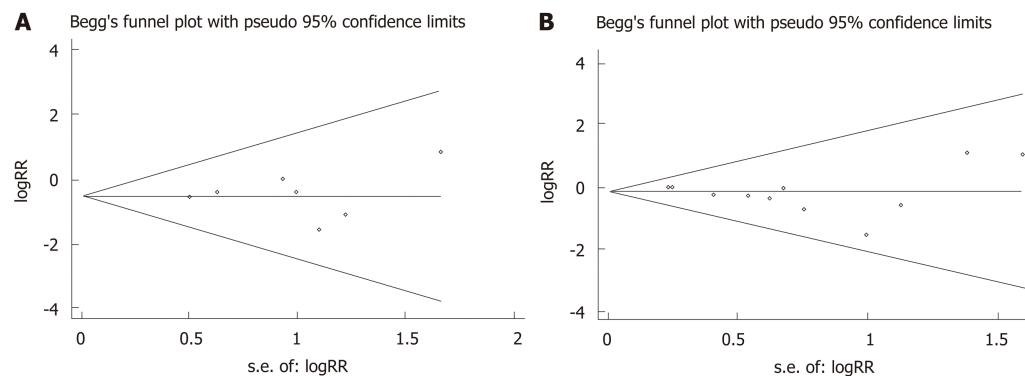 A Begg's funnel plot with pseudo 95% confidence limits
4
2
0
-2
-4
logRR
0 0.5 1 1.5 2
s.e. of: logRR
B Begg's funnel plot with pseudo 95% confidence limits
4
2
0
-2
-4
logRR
0 0.5 1 1.5
s.e. of: logRR